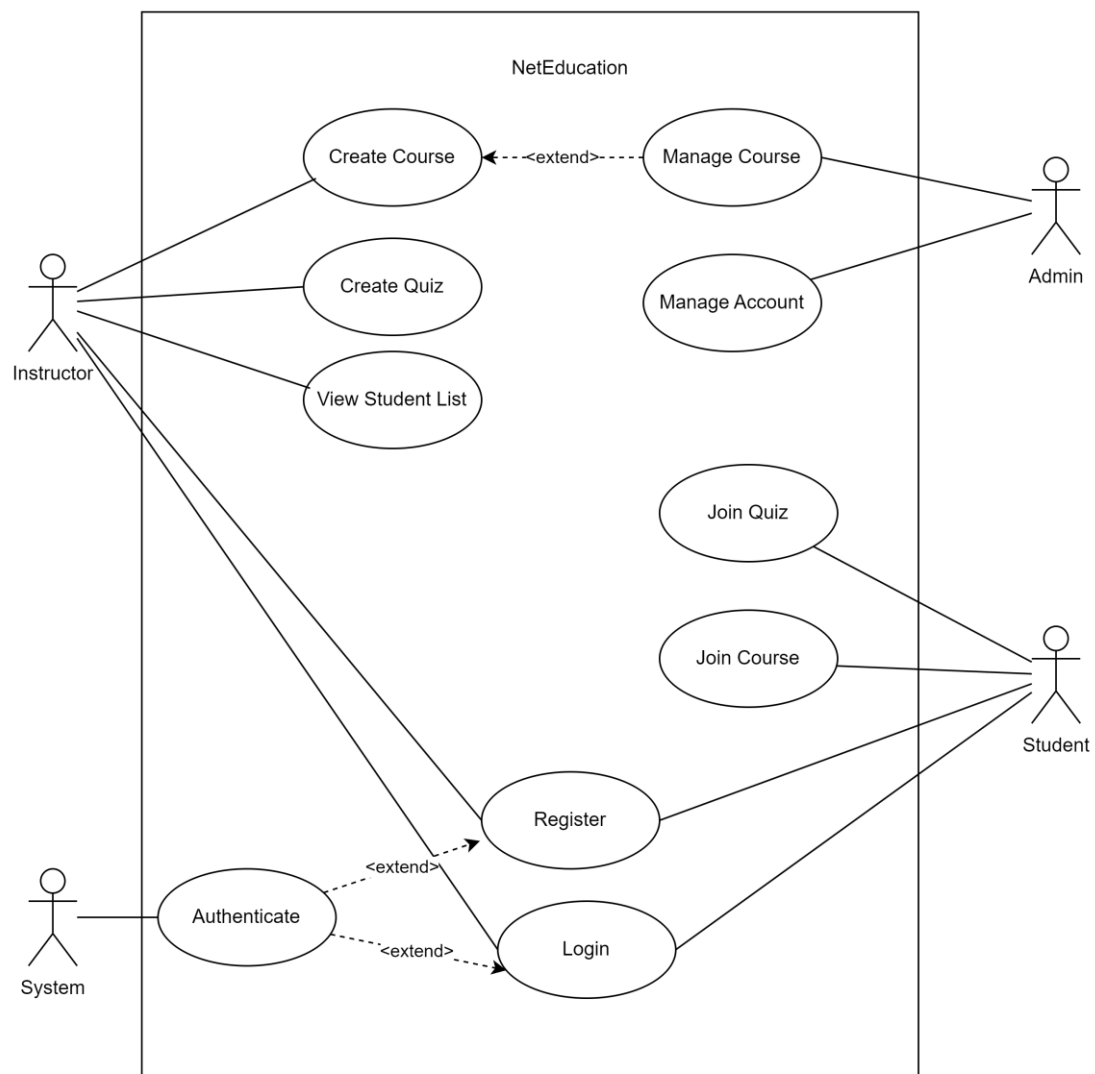 NetEducation
Create Course
<extend>
Manage Course
Admin
Create Quiz
Manage Account
Instructor
View Student List
Join Quiz
Join Course
Student
Register
<extend>
Authenticate
<extend>
Login
System